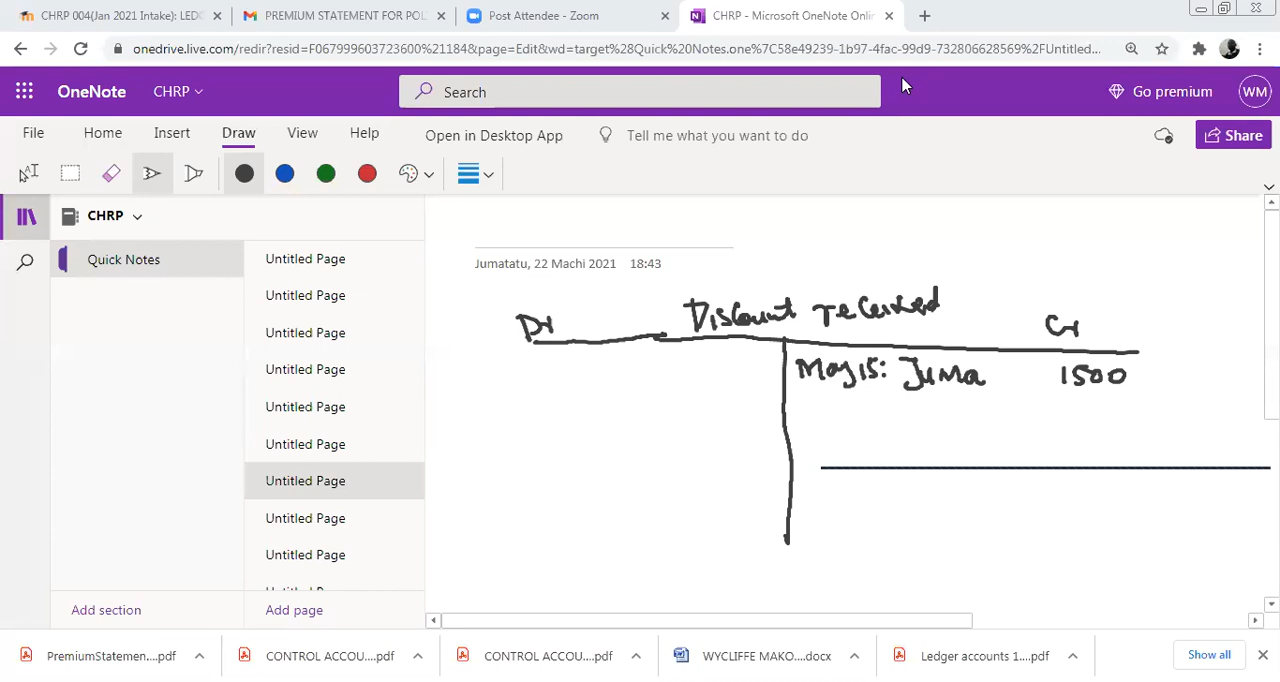 CHRP 004(Jan 2021 Intake): LEDG
PREMIUM STATEMENT FOR POL
Post Attendee - Zoom
CHRP - Microsoft OneNote Onlin
onedrive.live.com/redir?resid=F067999603723600%21184&page=Edit&wd=target%28Quick%20Notes.one%7C58e49239-1b97-4fac-99d9-732806628569%2FUntitled...
OneNote
CHRP
Search
Go premium
WM
File
Home
Insert
Draw
View
Help
Open in Desktop App
Tell me what you want to do
Share
CHRP
Quick Notes
Untitled Page
Untitled Page
Untitled Page
Untitled Page
Untitled Page
Untitled Page
Untitled Page
Untitled Page
Untitled Page
Add section
Add page
Jumatatu, 22 Machi 2021 18:43
Dr Discount received Cr
May 15: Juma 1500
PremiumStatemen....pdf
CONTROL ACCOU....pdf
CONTROL ACCOU....pdf
WYCLIFFE MAKO....docx
Ledger accounts 1....pdf
Show all